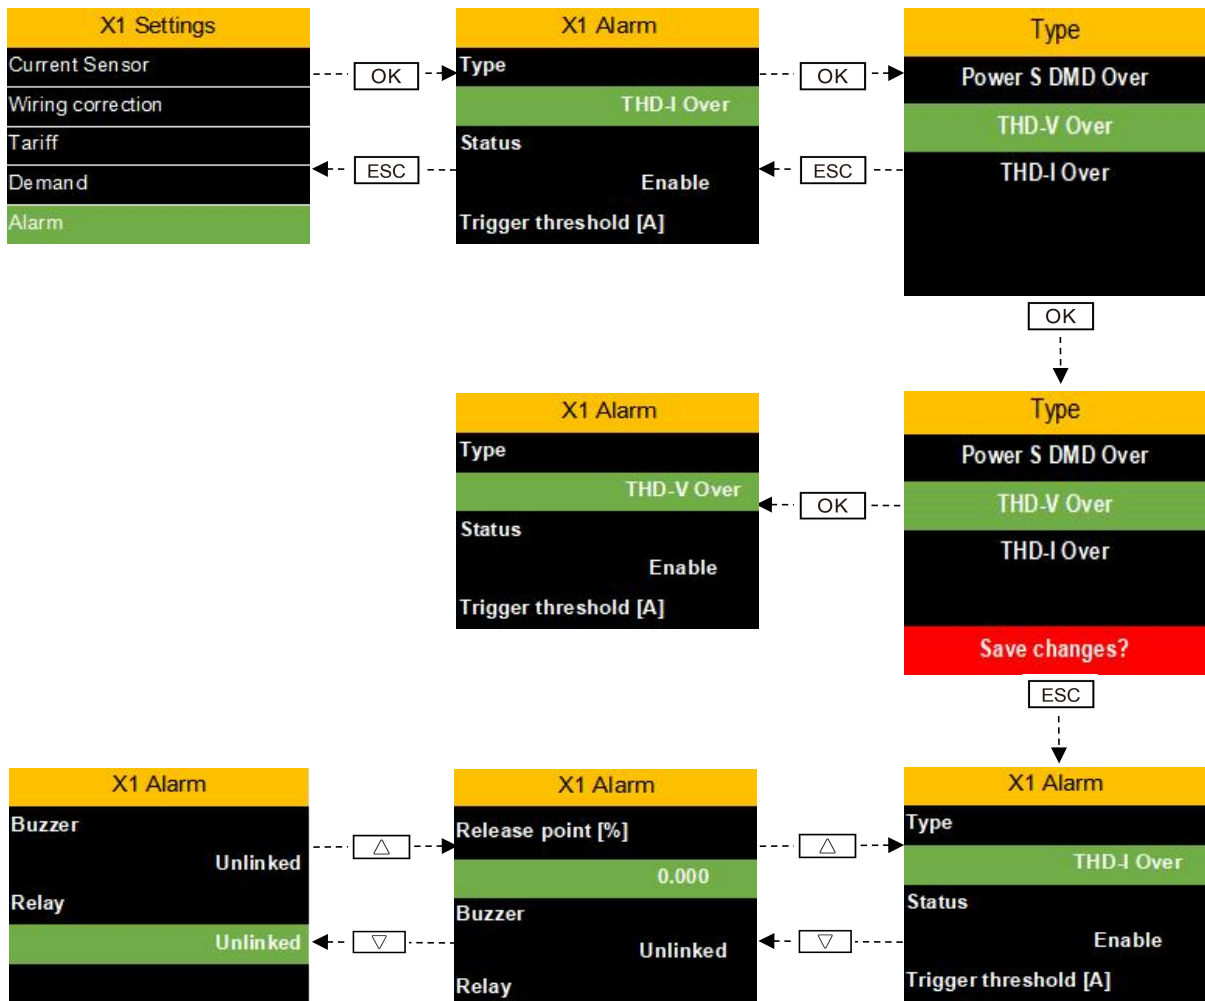 X1 Settings
Current Sensor
Wiring correction
Tariff
Demand
Alarm
OK
ESC
X1 Alarm
Type
THD-I Over
Status
Enable
Trigger threshold [A]
OK
ESC
Type
Power S DMD Over
THD-V Over
THD-I Over
OK
Type
Power S DMD Over
THD-V Over
THD-I Over
Save changes?
OK
X1 Alarm
Type
THD-V Over
Status
Enable
Trigger threshold [A]
ESC
X1 Alarm
Buzzer
Unlinked
Relay
Unlinked
X1 Alarm
Release point [%]
0.000
Buzzer
Unlinked
Relay
X1 Alarm
Type
THD-I Over
Status
Enable
Trigger threshold [A]